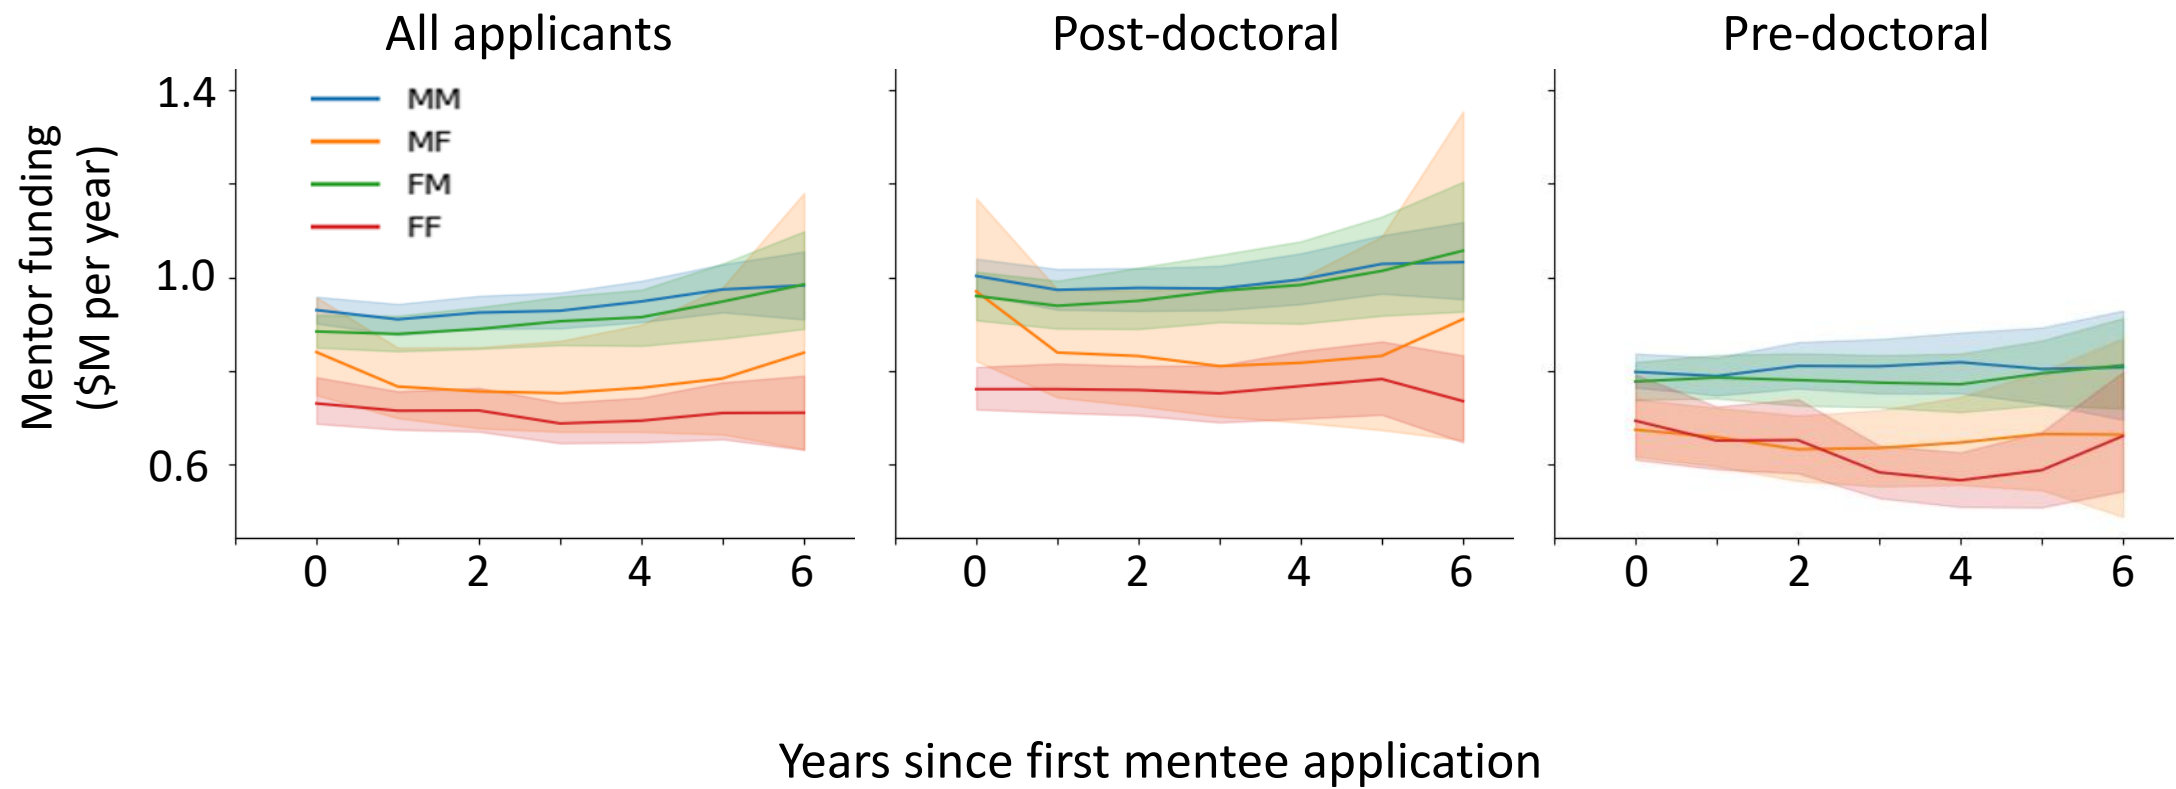 All applicants
Post-doctoral
Pre-doctoral
Mentor funding
($M per year)
1.4
1.0
0.6
MM
MF
FM
FF
0 2 4 6
0 2 4 6
0 2 4 6
Years since first mentee application